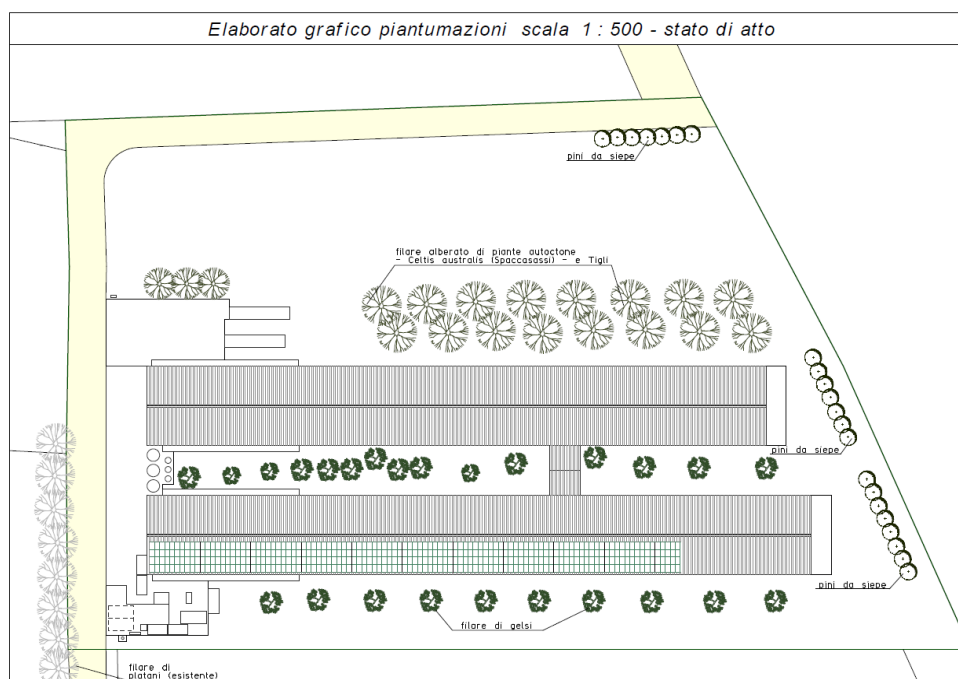 Elaborato grafico piantumazioni scala 1 : 500 - stato di atto
pini da siepe
filare alberato di piante autactone
- Celtis australis (Spaccasassi) - e Tigli
pini da siepe
pini da siepe
filare di gelsi
filare di
platani (esistente)